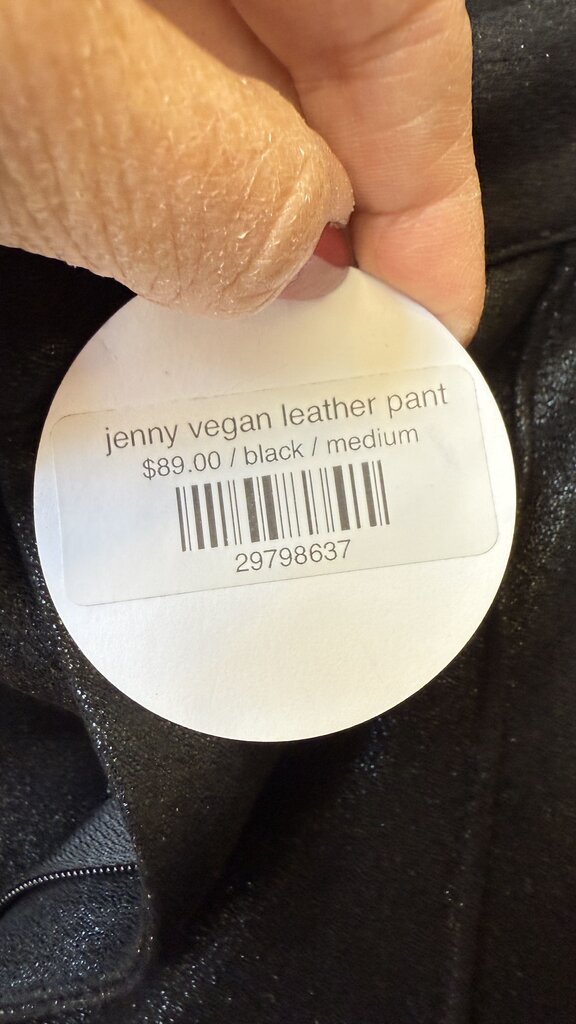 jenny vegan leather pant
$89.00 / black / medium
29798637